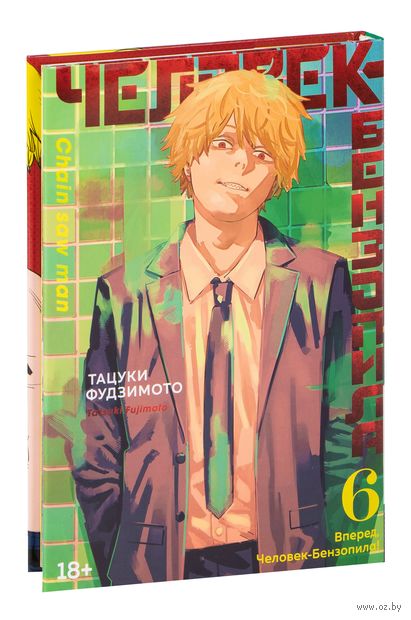 ЧЕЛОВЕК-
БЕНЗОПИЛА
Chain saw man
ТАЦУКИ
ФУДЗИМОТО
Tatsuki Fujimoto
6
Вперед,
Человек-Бензопила!
18+
www.oz.by